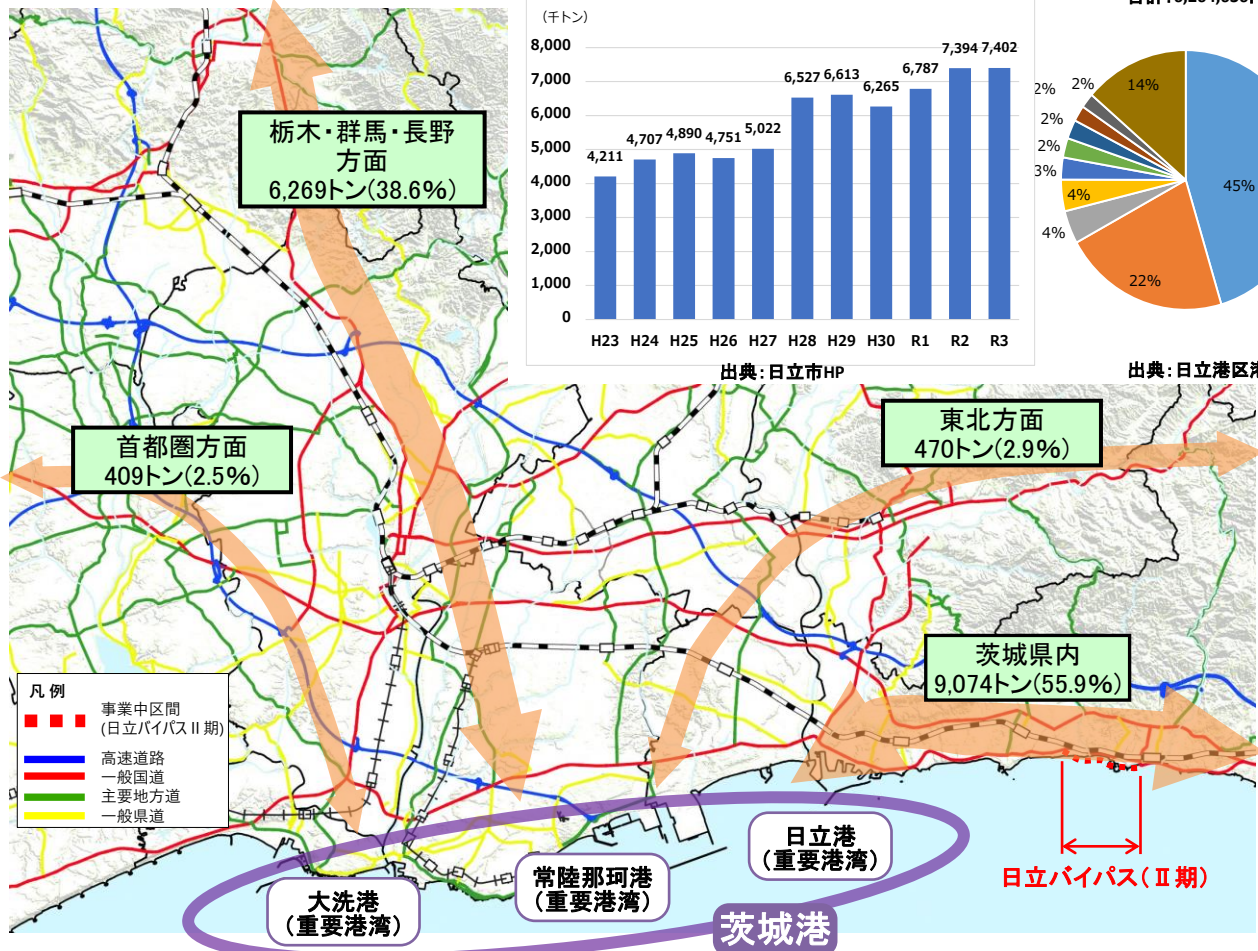 (千トン)
8,000
7,000
6,000
5,000
4,000
3,000
2,000
1,000
0
4,211
4,707
4,890
4,751
5,022
6,527
6,613
6,265
6,787
7,394
7,402
H23 H24 H25 H26 H27 H28 H29 H30 R1 R2 R3
出典:日立市HP
45%
22%
4%
4%
3%
2%
2%
2%
2%
14%
出典:日立港区
栃木・群馬・長野
方面
6,269トン(38.6%)
首都圏方面
409トン(2.5%)
東北方面
470トン(2.9%)
茨城県内
9,074トン(55.9%)
凡例
事業中区間
(日立バイパスⅡ期)
高速道路
一般国道
主要地方道
一般県道
大洗港
(重要港湾)
常陸那珂港
(重要港湾)
日立港
(重要港湾)
茨城港
日立バイパス(Ⅱ期)